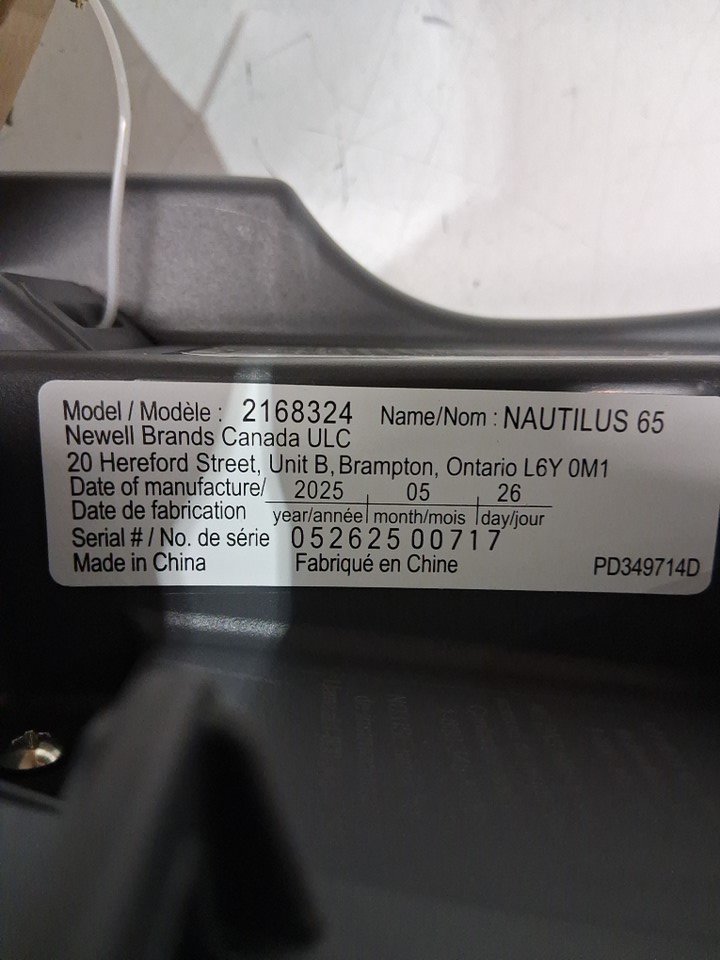 Model / Modèle : 2168324 Name/Nom : NAUTILUS 65
Newell Brands Canada ULC
20 Hereford Street, Unit B, Brampton, Ontario L6Y 0M1
Date of manufacture/ 2025 05 26
Date de fabrication year/année month/mois day/jour
Serial # / No. de série 05262500717
Made in China Fabriqué en Chine PD349714D